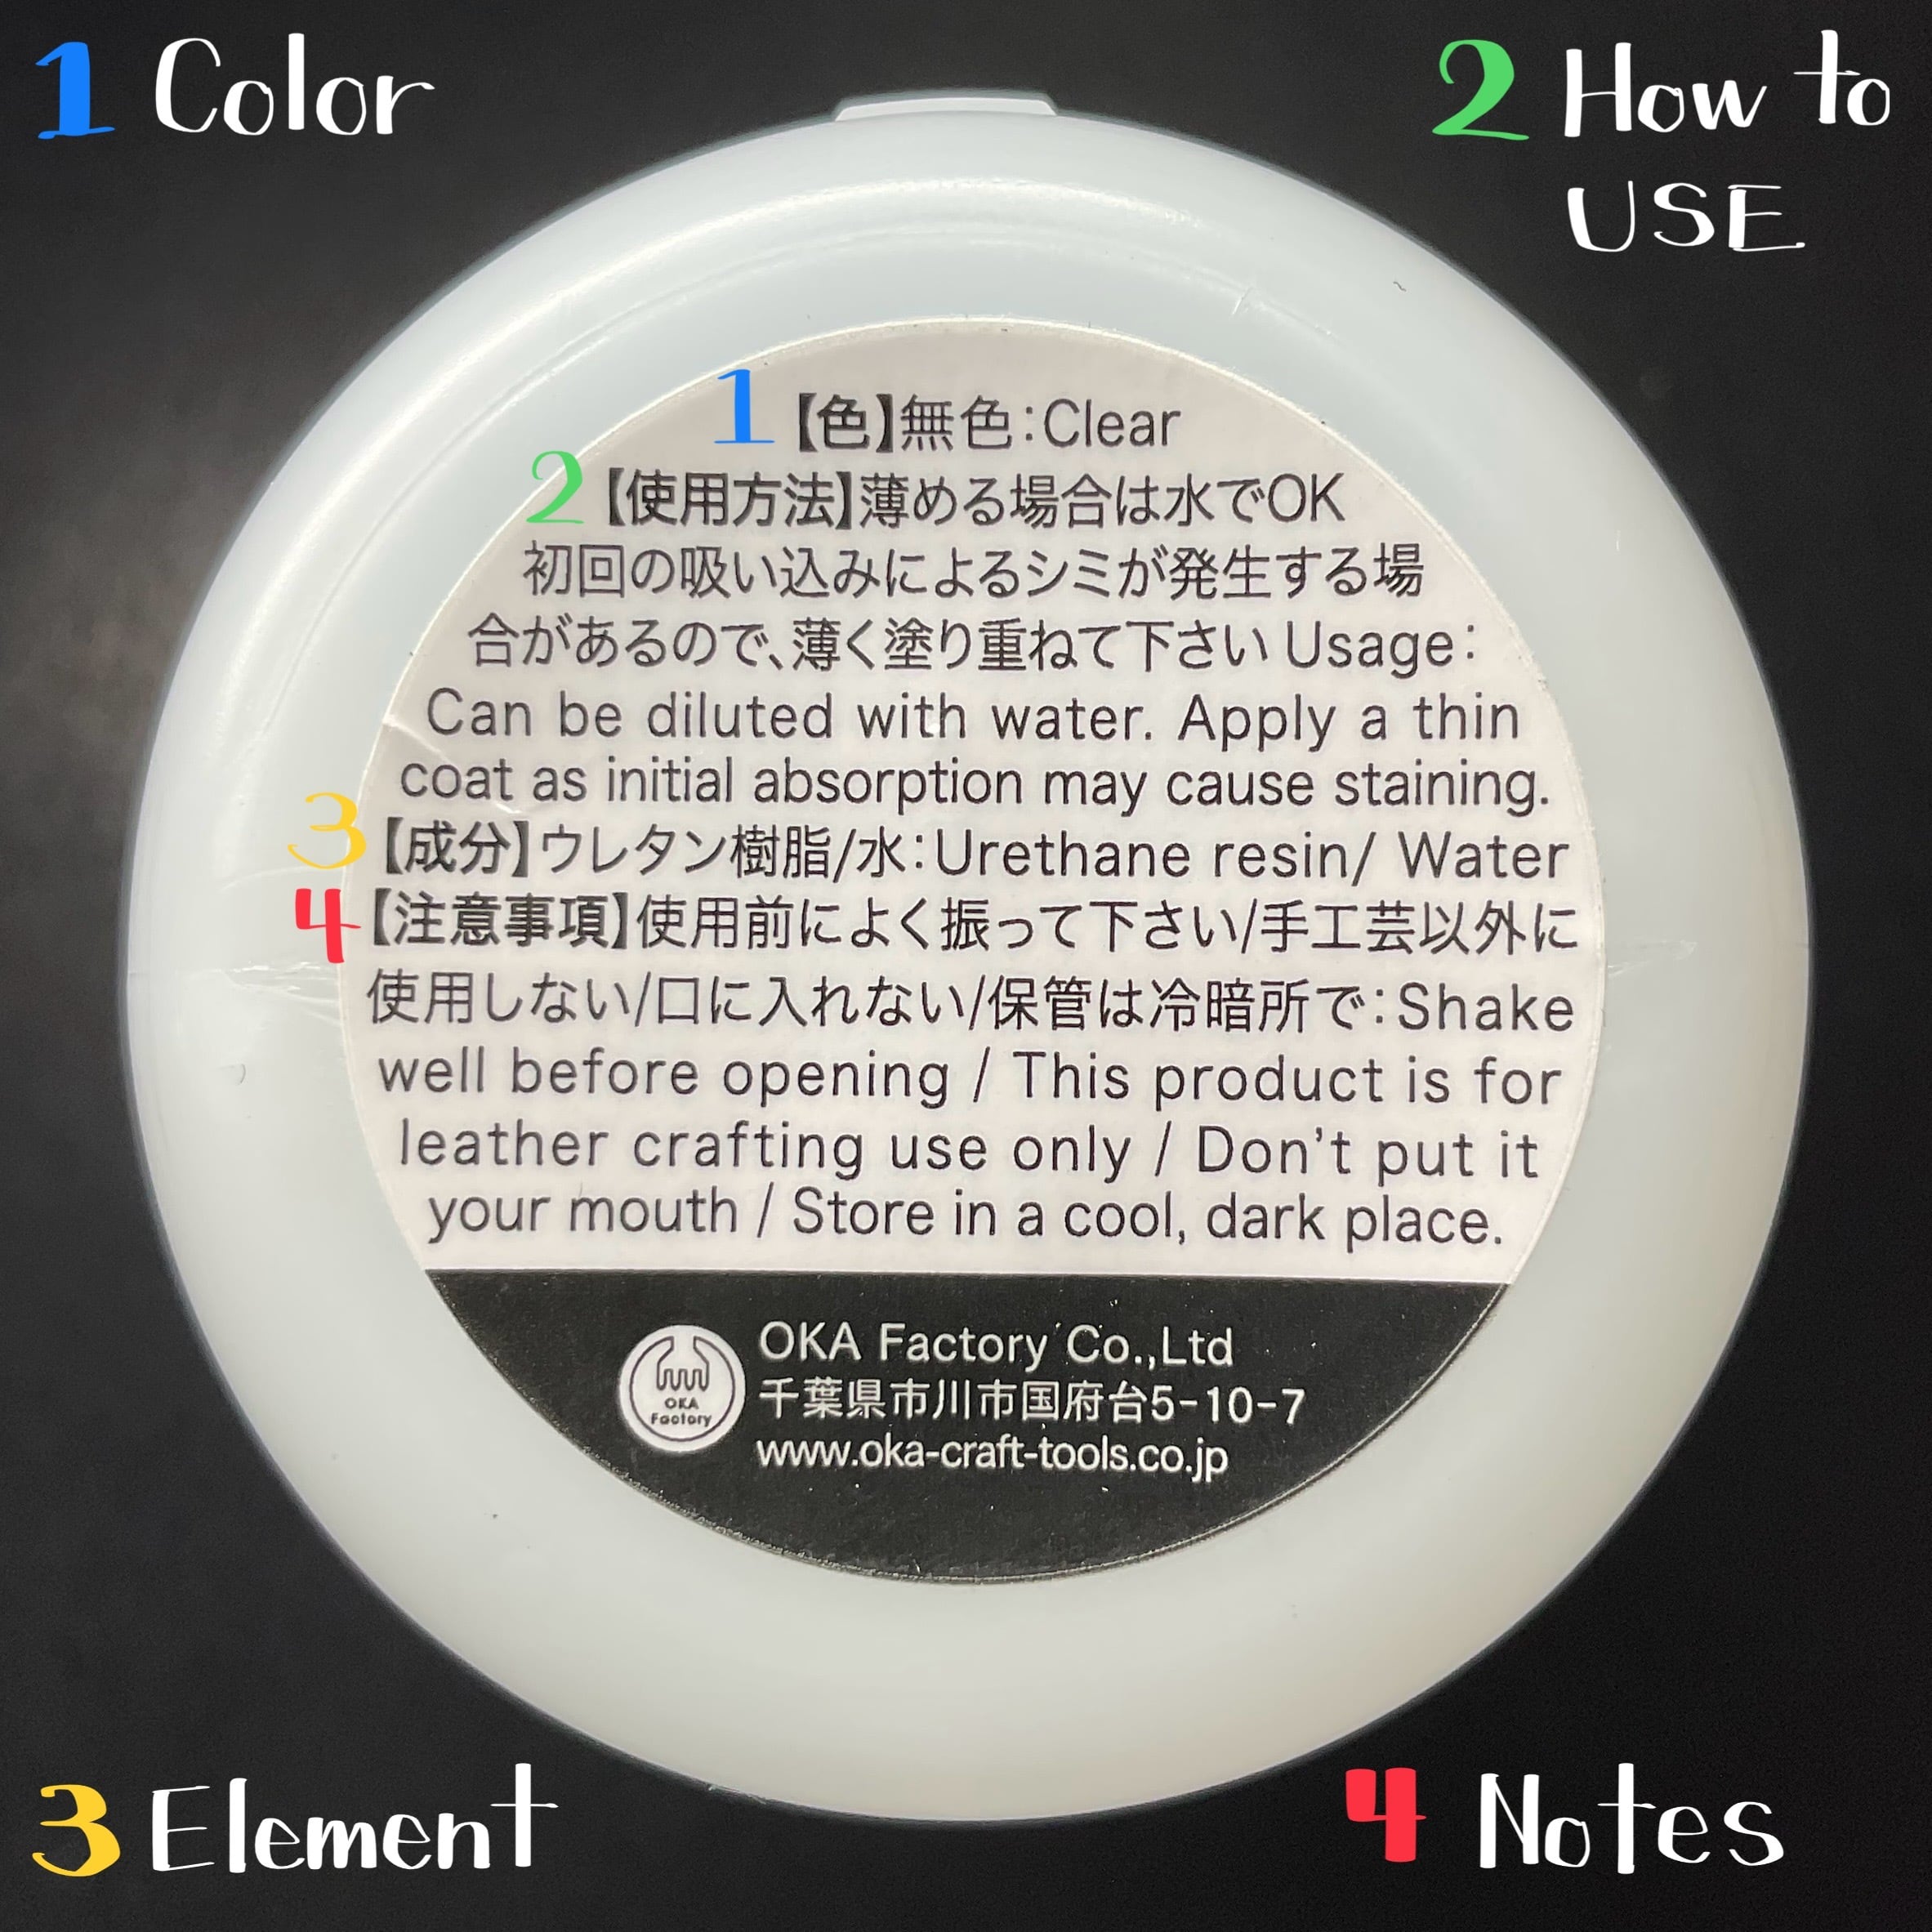 1 Color
2 How to
USE
1【色】無色:Clear
2【使用方法】薄める場合は水でOK
初回の吸い込みによるシミが発生する場
合があるので、薄く塗り重ねて下さい Usage:
Can be diluted with water. Apply a thin
coat as initial absorption may cause staining.
3【成分】ウレタン樹脂/水:Urethane resin/ Water
4【注意事項】使用前によく振って下さい/手工芸以外に
使用しない/口に入れない/保管は冷暗所で:Shake
well before opening / This product is for
leather crafting use only / Don't put it
your mouth / Store in a cool, dark place.
OKA Factory Co.,Ltd
千葉県市川市国府台5-10-7
www.oka-craft-tools.co.jp
OKA
Factory
3 Element
4 Notes